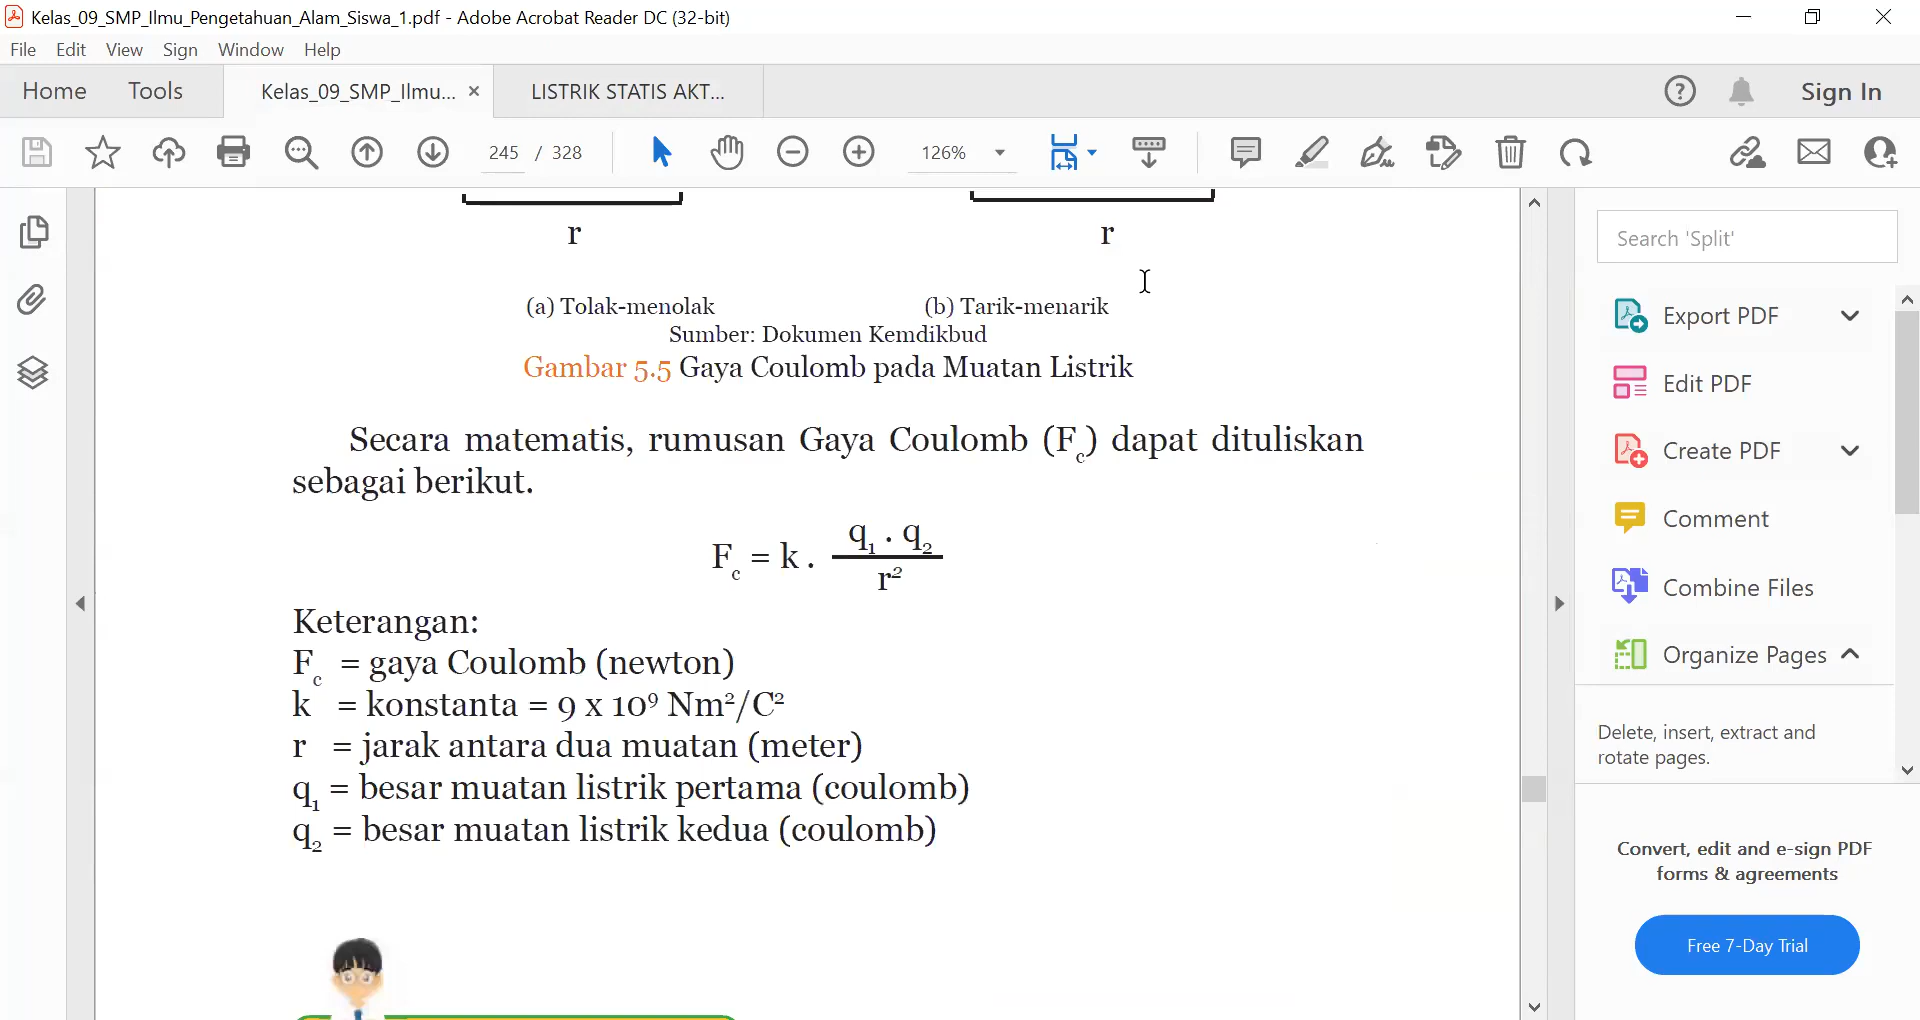 Kelas_09_SMP_Ilmu_Pengetahuan_Alam_Siswa_1.pdf - Adobe Acrobat Reader DC (32-bit)
File Edit View Sign Window Help
Home Tools Kelas_09_SMP_Ilmu... × LISTRIK STATIS AKT... Sign In
245 / 328 126%
r r
(a) Tolak-menolak (b) Tarik-menarik
Sumber: Dokumen Kemdikbud
Gambar 5.5 Gaya Coulomb pada Muatan Listrik
Secara matematis, rumusan Gaya Coulomb (Fc) dapat dituliskan
sebagai berikut.
q₁ . q₂
Fc = k .
r²
Keterangan:
Fc = gaya Coulomb (newton)
k = konstanta = 9 x 10⁹ Nm²/C²
r = jarak antara dua muatan (meter)
q₁ = besar muatan listrik pertama (coulomb)
q₂ = besar muatan listrik kedua (coulomb)
Search 'Split'
Export PDF
Edit PDF
Create PDF
Comment
Combine Files
Organize Pages
Delete, insert, extract and
rotate pages.
Convert, edit and e-sign PDF
forms & agreements
Free 7-Day Trial